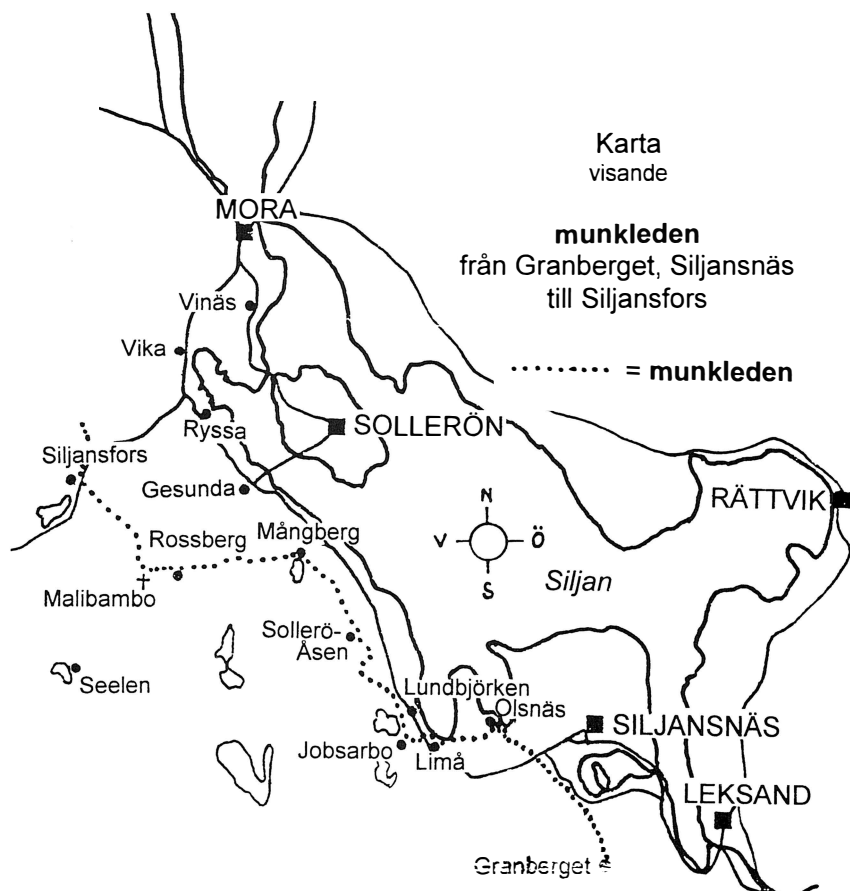 Karta
visande
munkleden
från Granberget, Siljansnäs
till Siljansfors
= munkleden
MORA
Vinäs
Vika
Ryssa
SOLLERÖN
Siljansfors
Gesunda
RÄTTVIK
Mångberg
Rossberg
N
V
Ö
S
Siljan
Malibambo
Sollerö-
Åsen
Seelen
Lundbjörken
Olsnäs
SILJANSNÄS
Jobsarbo
Limå
LEKSAND
Granberget